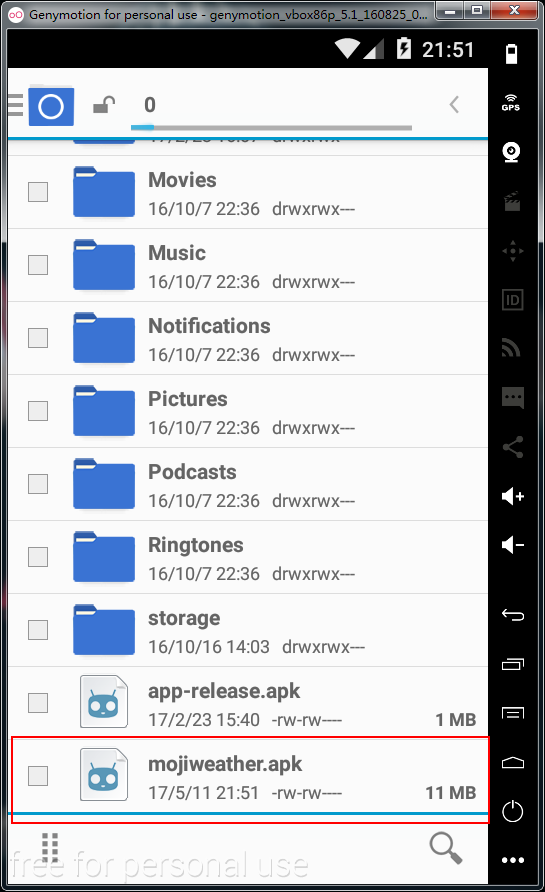 Genymotion for personal use - genymotion_vbox86p_5.1_160825_0...
21:51
GPS
0
Movies
16/10/7 22:36 drwxrwx---
Music
16/10/7 22:36 drwxrwx---
ID
Notifications
16/10/7 22:36 drwxrwx---
Pictures
16/10/7 22:36 drwxrwx---
Podcasts
16/10/7 22:36 drwxrwx---
Ringtones
16/10/7 22:36 drwxrwx---
storage
16/10/16 14:03 drwxrwx---
app-release.apk
17/2/23 15:40 -rw-rw---- 1 MB
mojiweather.apk
17/5/11 21:51 -rw-rw---- 11 MB
free for personal use